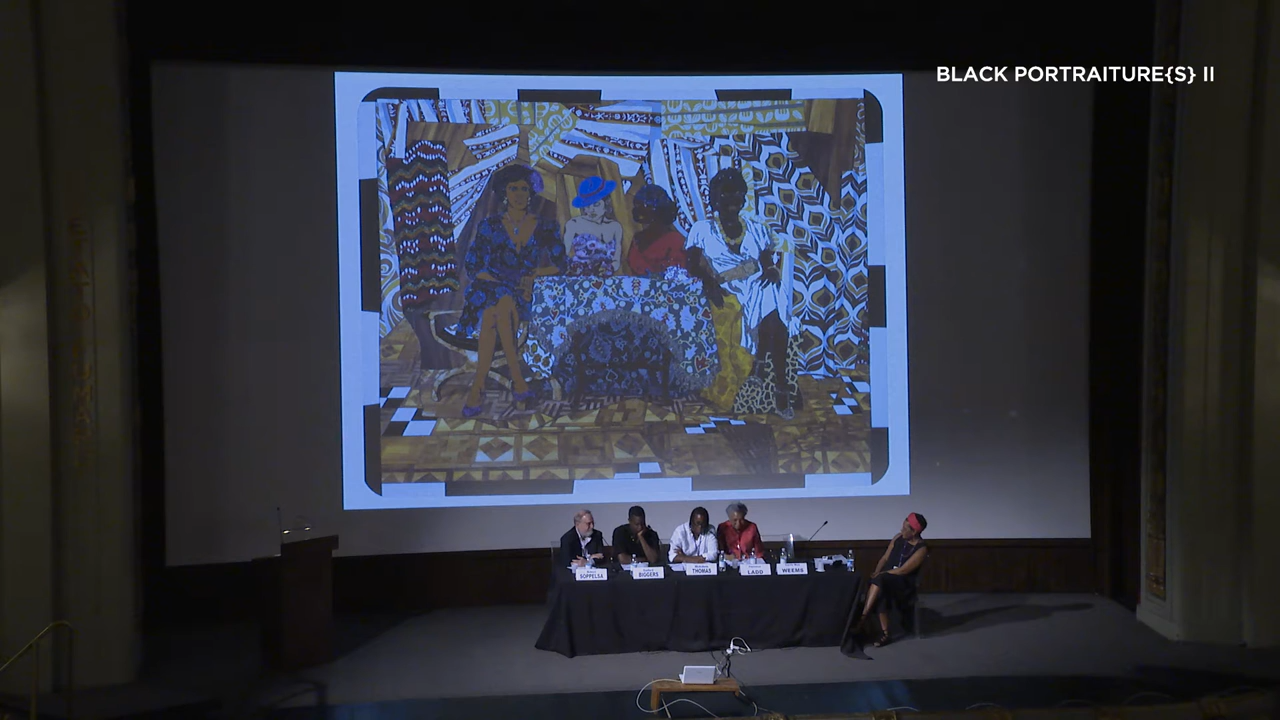 BLACK PORTRAITURE{S} II
SOPPELSA
BIGGERS
THOMAS
LADD
WEEMS